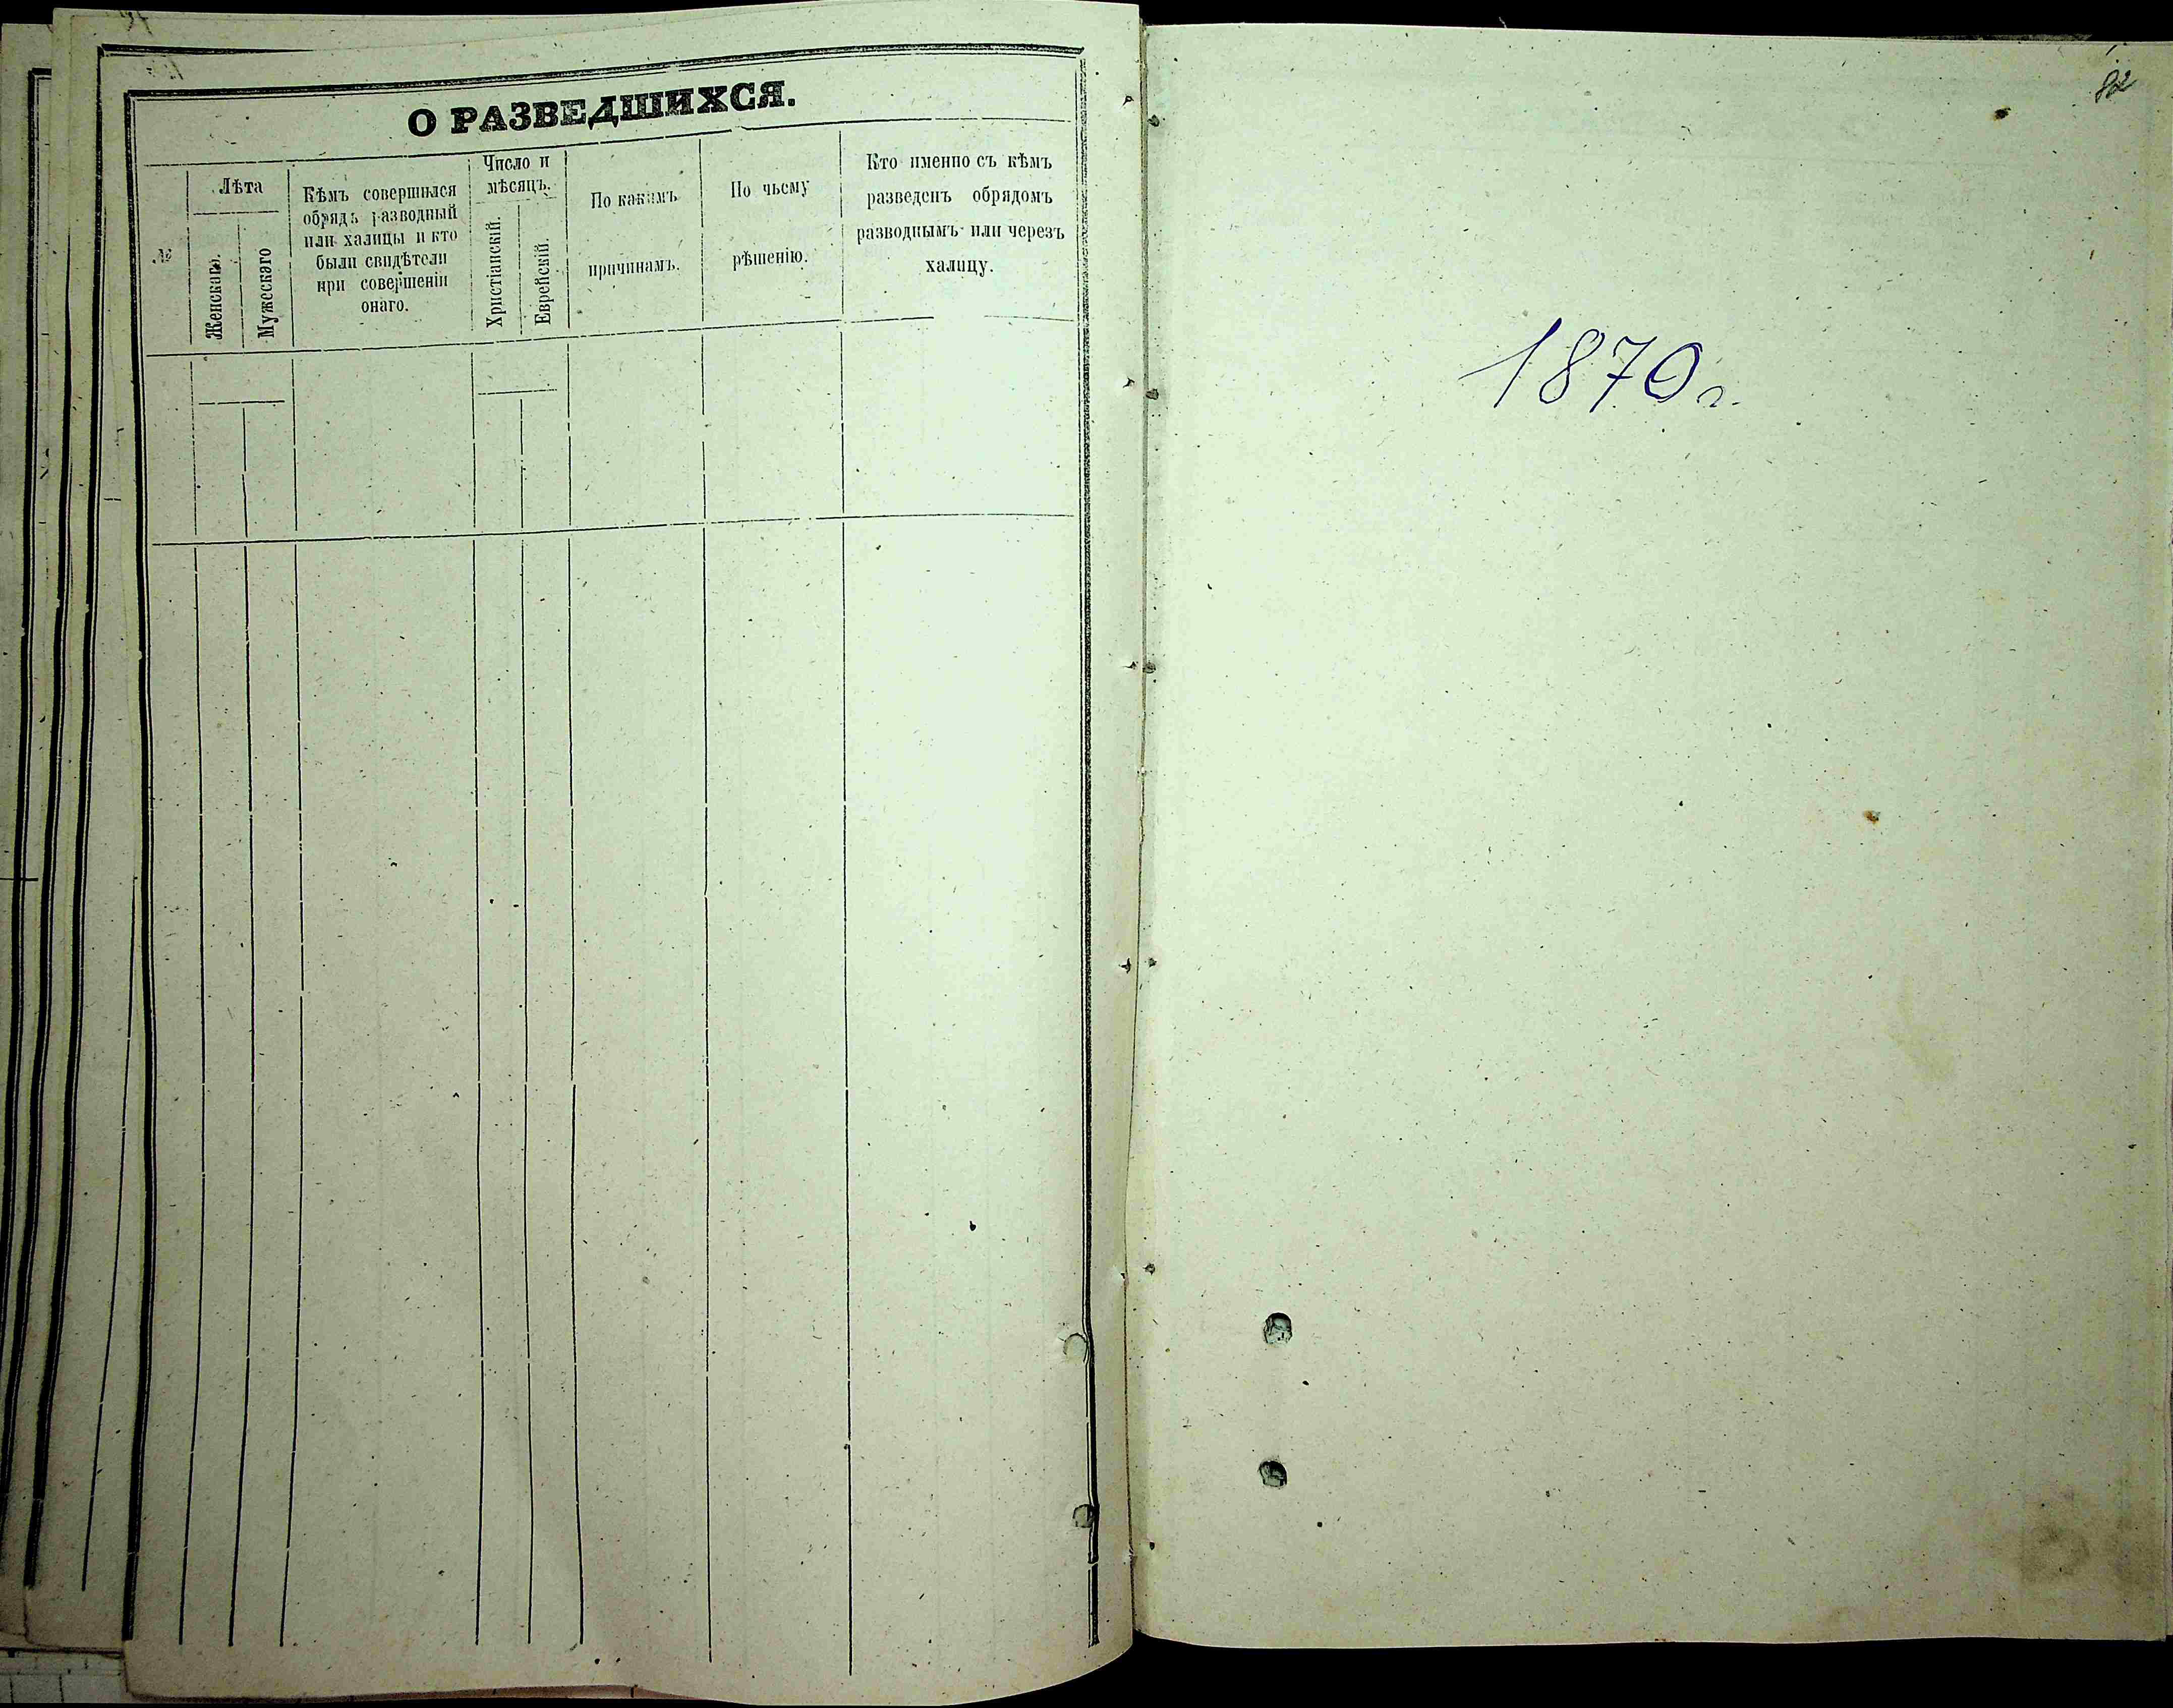 О РАЗВЕДШИХСЯ.
№
Лѣта
Женскаго.
Мужескаго
Кѣмъ совершился
обрядъ разводный
или халицы и кто
были свидѣтели
при совершеніи
онаго.
Число и
мѣсяцъ.
Христіанскій.
Еврейскій.
По какимъ
причинамъ.
По чьему
рѣшенію.
Кто именно съ кѣмъ
разведенъ обрядомъ
разводнымъ или черезъ
халицу.
92
1870 г.